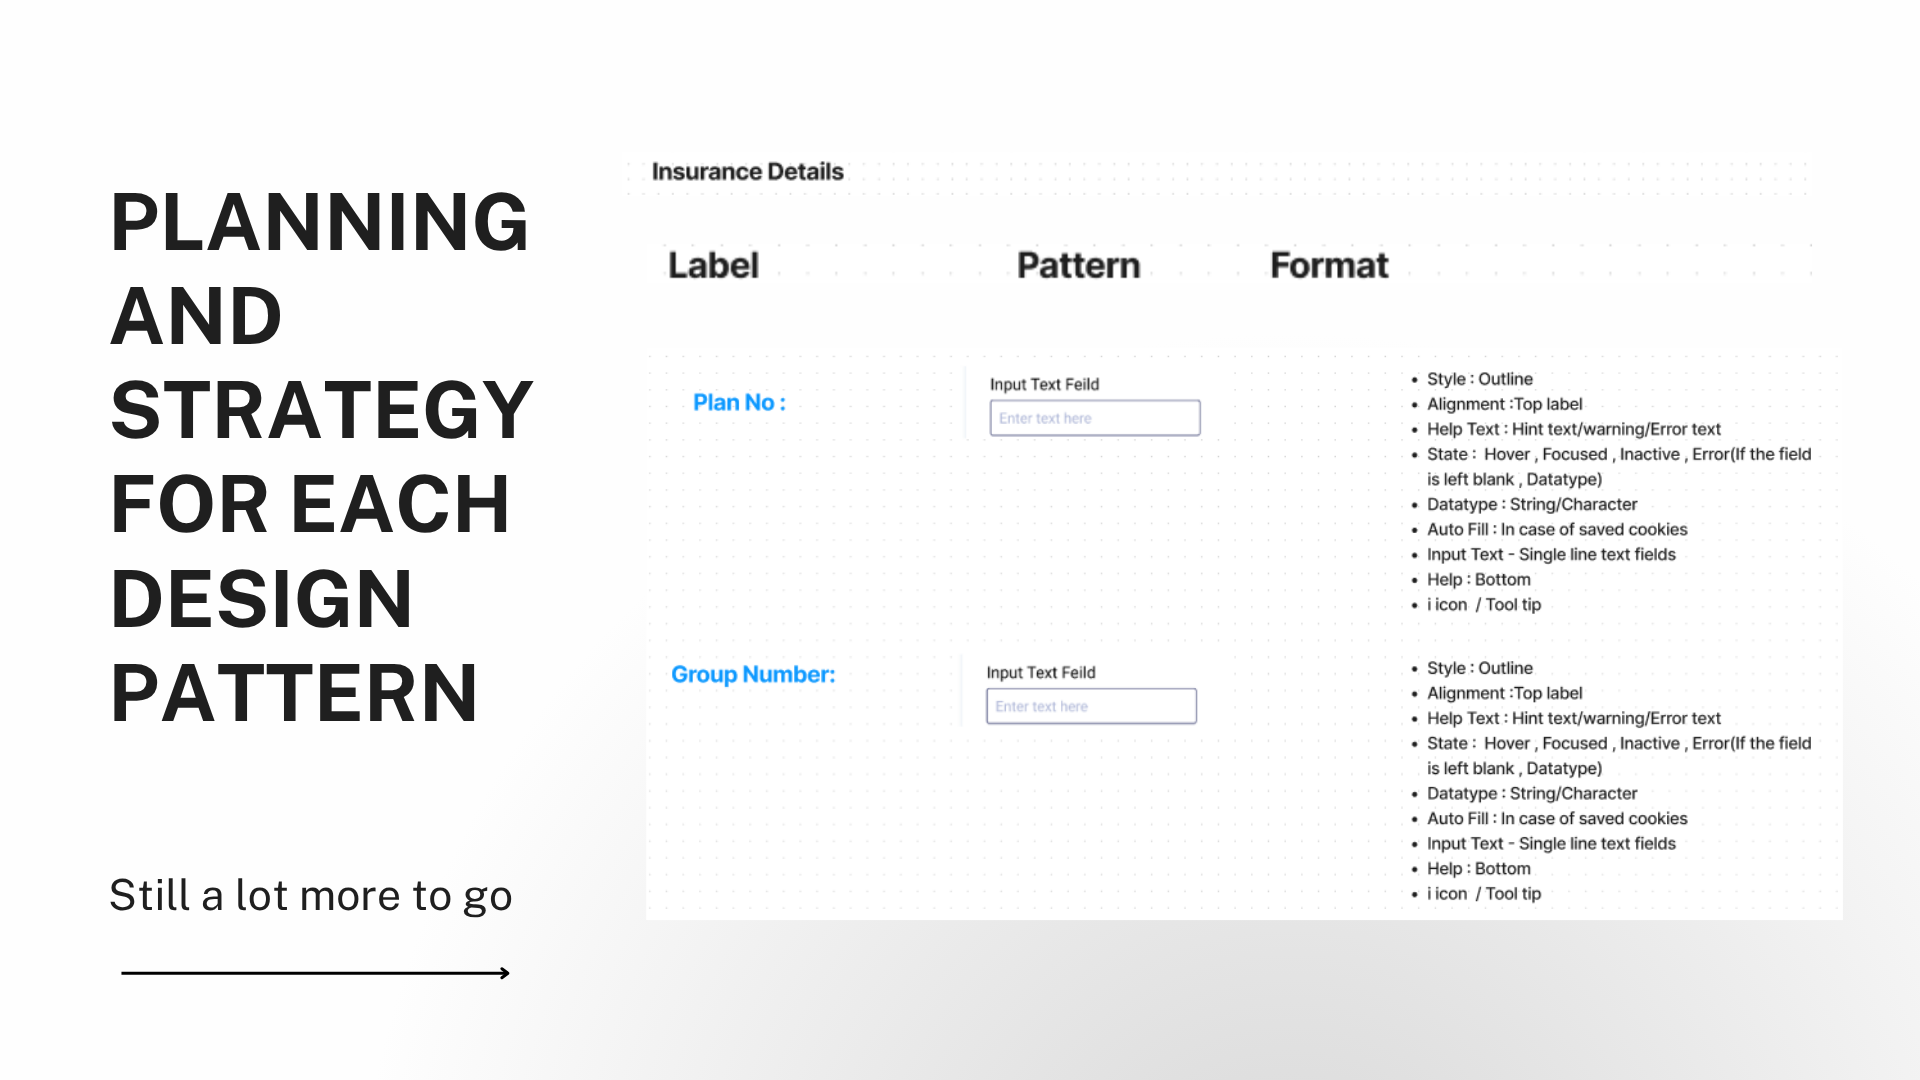 PLANNING
AND
STRATEGY
FOR EACH
DESIGN
PATTERN
Still a lot more to go
Insurance Details
Label Pattern Format
Plan No :
Input Text Feild
Enter text here
• Style : Outline
• Alignment :Top label
• Help Text : Hint text/warning/Error text
• State : Hover , Focused , Inactive , Error(If the field
is left blank , Datatype)
• Datatype : String/Character
• Auto Fill : In case of saved cookies
• Input Text - Single line text fields
• Help : Bottom
• i icon / Tool tip
Group Number:
Input Text Feild
Enter text here
• Style : Outline
• Alignment :Top label
• Help Text : Hint text/warning/Error text
• State : Hover , Focused , Inactive , Error(If the field
is left blank , Datatype)
• Datatype : String/Character
• Auto Fill : In case of saved cookies
• Input Text - Single line text fields
• Help : Bottom
• i icon / Tool tip